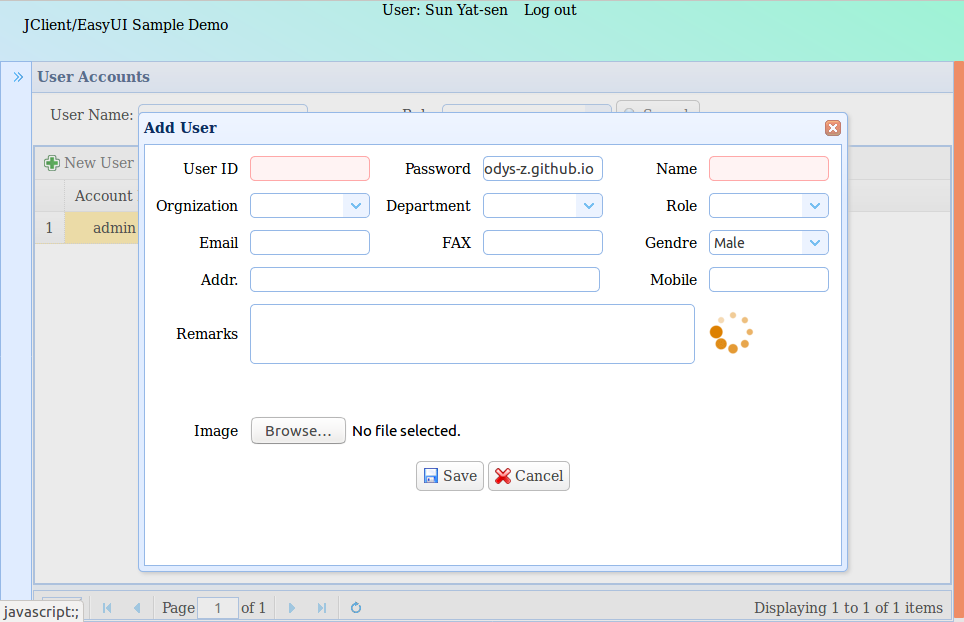 User: Sun Yat-sen Log out
JClient/EasyUI Sample Demo
User Accounts
User Name:
Add User
User ID Password odys-z.github.io Name
Orgnization Department Role
Email FAX Gendre Male
Addr. Mobile
Remarks
Image Browse... No file selected.
Save Cancel
New User
Account
1 admin
Page 1 of 1 Displaying 1 to 1 of 1 items
javascript:;